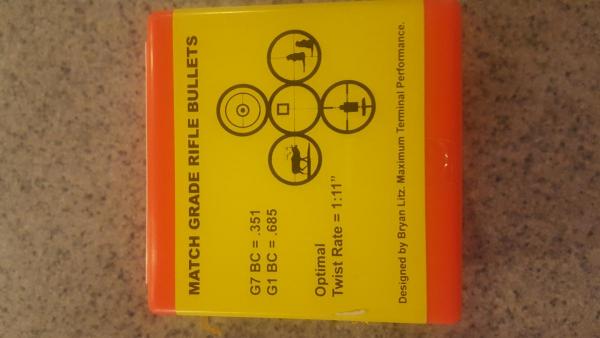 MATCH GRADE RIFLE BULLETS
G7 BC = .351
G1 BC = .685
Optimal
Twist Rate = 1:11”
Designed by Bryan Litz. Maximum Terminal Performance.